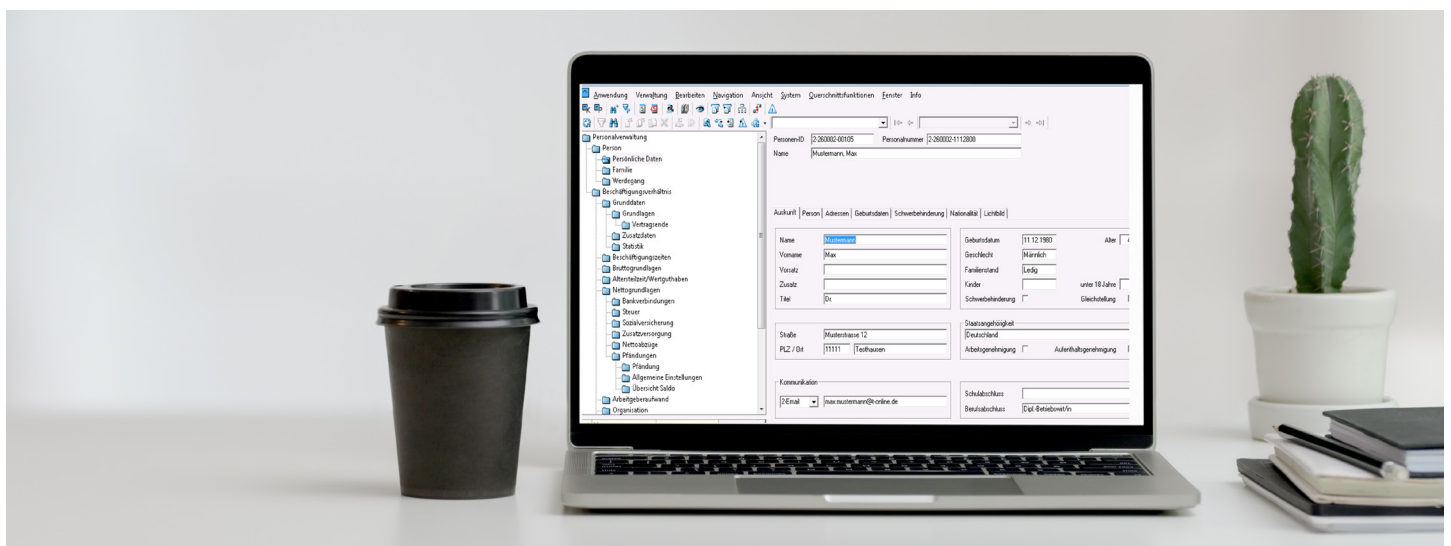 Anwendung Verwaltung Bearbeiten Navigation Ansicht System Querschnittsfunktionen Fenster Info
Personalverwaltung
Person
Persönliche Daten
Familie
Werdegang
Beschäftigungsverhältnis
Grunddaten
Grundlagen
Vertragsende
Zusatzdaten
Statistik
Beschäftigungszeiten
Bruttogrundlagen
Altersteilzeit/Wertguthaben
Nettogrundlagen
Bankverbindungen
Steuer
Sozialversicherung
Zusatzversorgung
Nettoabzüge
Pfändungen
Pfändung
Allgemeine Einstellungen
Übersicht Saldo
Arbeitgeberaufwand
Organisation
Personen-ID 2-260002-00105 Personalnummer 2-260002-1112800
Name Mustermann, Max
Auskunft Person Adressen Geburtsdaten Schwerbehinderung Nationalität Lichtbild
Name Mustermann
Vorname Max
Vorsatz
Zusatz
Titel Dr.
Geburtsdatum 11.12.1980 Alter 4
Geschlecht Männlich
Familienstand Ledig
Kinder unter 18 Jahre
Schwerbehinderung Gleichstellung
Straße Musterstrasse 12
PLZ / Ort 11111 Testhausen
Staatsangehörigkeit
Deutschland
Arbeitsgenehmigung Aufenthaltsgenehmigung
Kommunikation
2-Email max.mustermann@t-online.de
Schulabschluss
Berufsabschluss Dipl.-Betriebswirt/in